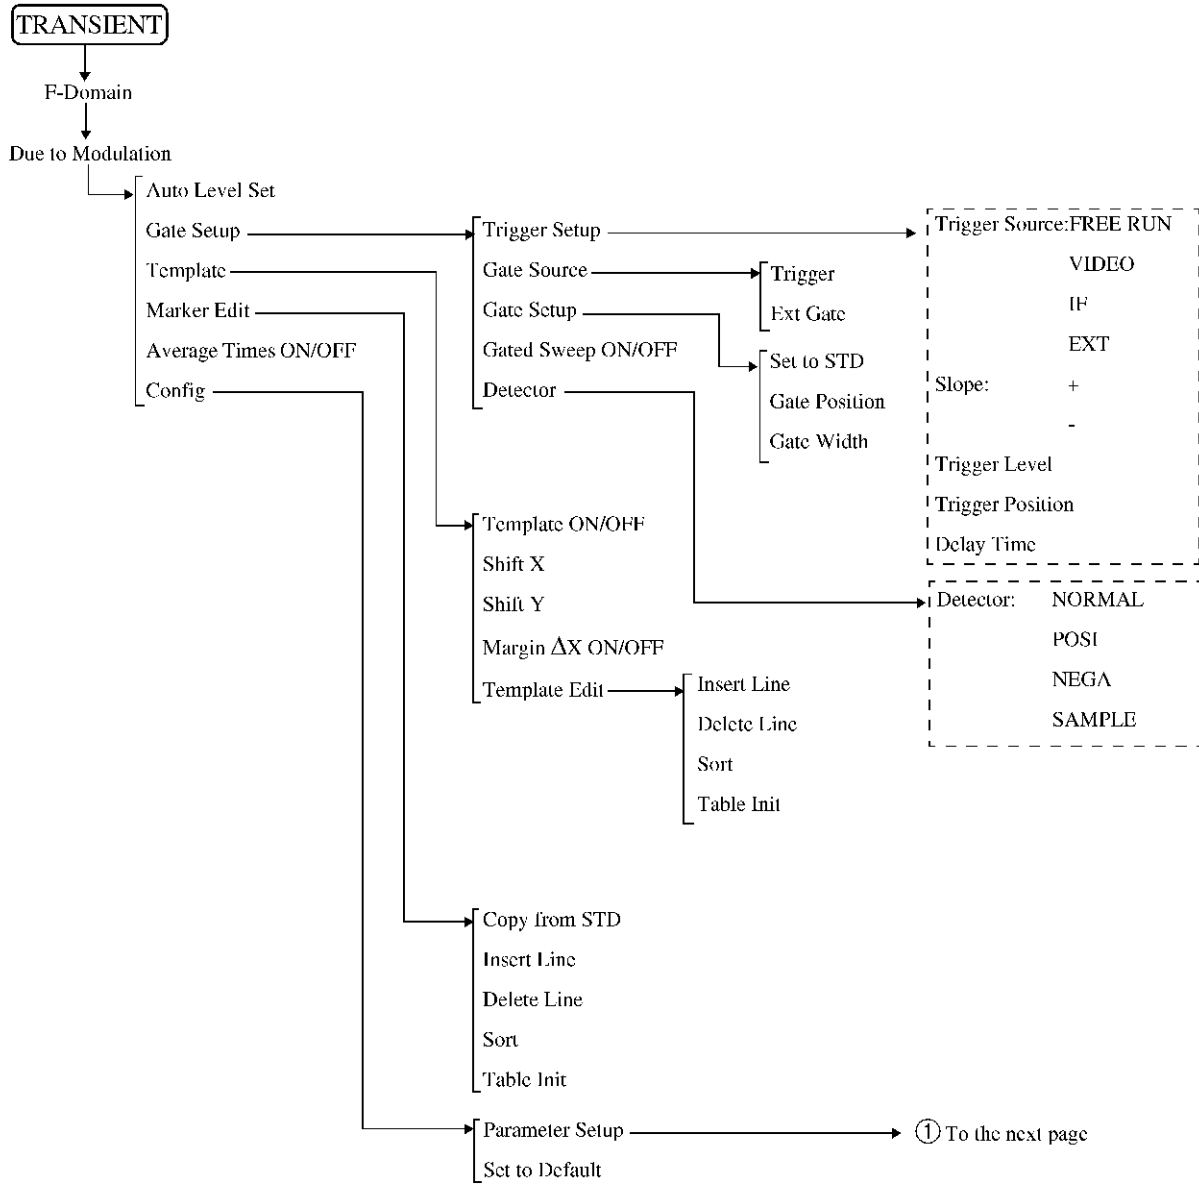 TRANSIENT
F-Domain
Due to Modulation
Auto Level Set
Gate Setup
Template
Marker Edit
Average Times ON/OFF
Config
Trigger Setup
Gate Source
Gate Setup
Gated Sweep ON/OFF
Detector
Trigger
Ext Gate
Set to STD
Gate Position
Gate Width
Trigger Source:FREE RUN
VIDEO
IF
EXT
Slope: +
-
Trigger Level
Trigger Position
Delay Time
Detector: NORMAL
POSI
NEGA
SAMPLE
Template ON/OFF
Shift X
Shift Y
Margin ΔX ON/OFF
Template Edit
Insert Line
Delete Line
Sort
Table Init
Copy from STD
Insert Line
Delete Line
Sort
Table Init
Parameter Setup
Set to Default
① To the next page